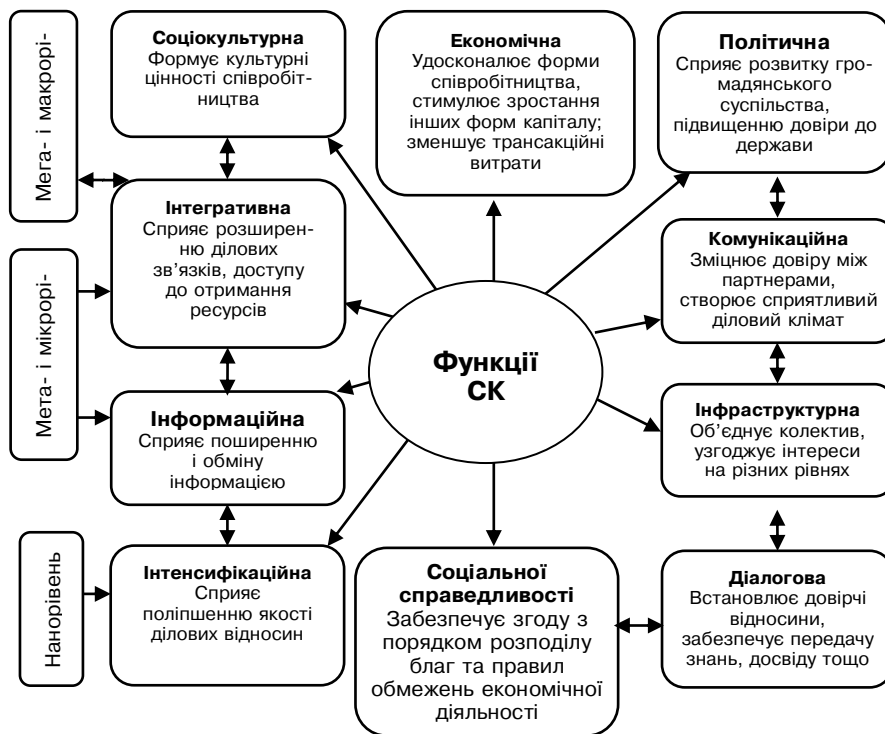 Мега- і макрорі-
Соціокультурна
Формує культурні
цінності співробіт-
ництва
Економічна
Удосконалює форми
співробітництва,
стимулює зростання
інших форм капіталу;
зменшує трансакційні
витрати
Політична
Сприяє розвитку гро-
мадянського
суспільства,
підвищенню довіри до
держави
Мета- і мікрорі-
Інтегративна
Сприяє розширен-
ню ділових
зв’язків, доступу
до отримання
ресурсів
Функції
СК
Комунікаційна
Зміцнює довіру між
партнерами,
створює сприятливий
діловий клімат
Інформаційна
Сприяє поширенню
і обміну
інформацією
Інфраструктурна
Об’єднує колектив,
узгоджує інтереси
на різних рівнях
Нанорівень
Інтенсифікаційна
Сприяє
поліпшенню якості
ділових відносин
Соціальної
справедливості
Забезпечує згоду з
порядком розподілу
благ та правил
обмежень економічної
діяльності
Діалогова
Встановлює довірчі
відносини,
забезпечує передачу
знань, досвіду тощо